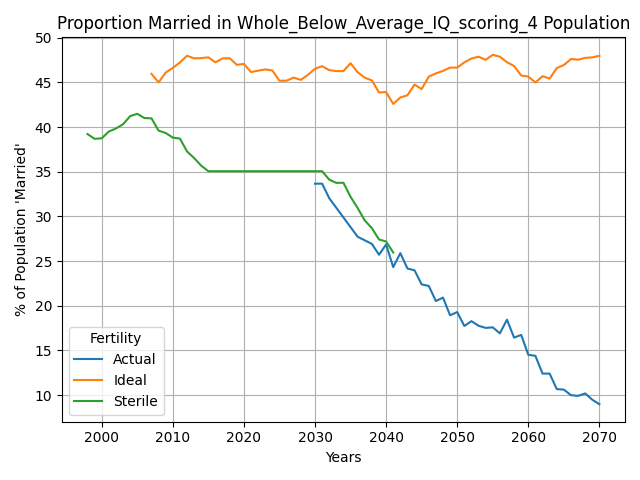 Proportion Married in Whole_Below_Average_IQ_scoring_4 Population
% of Population 'Married'
50
45
40
35
30
25
20
15
10
Fertility
Actual
Ideal
Sterile
2000 2010 2020 2030 2040 2050 2060 2070
Years